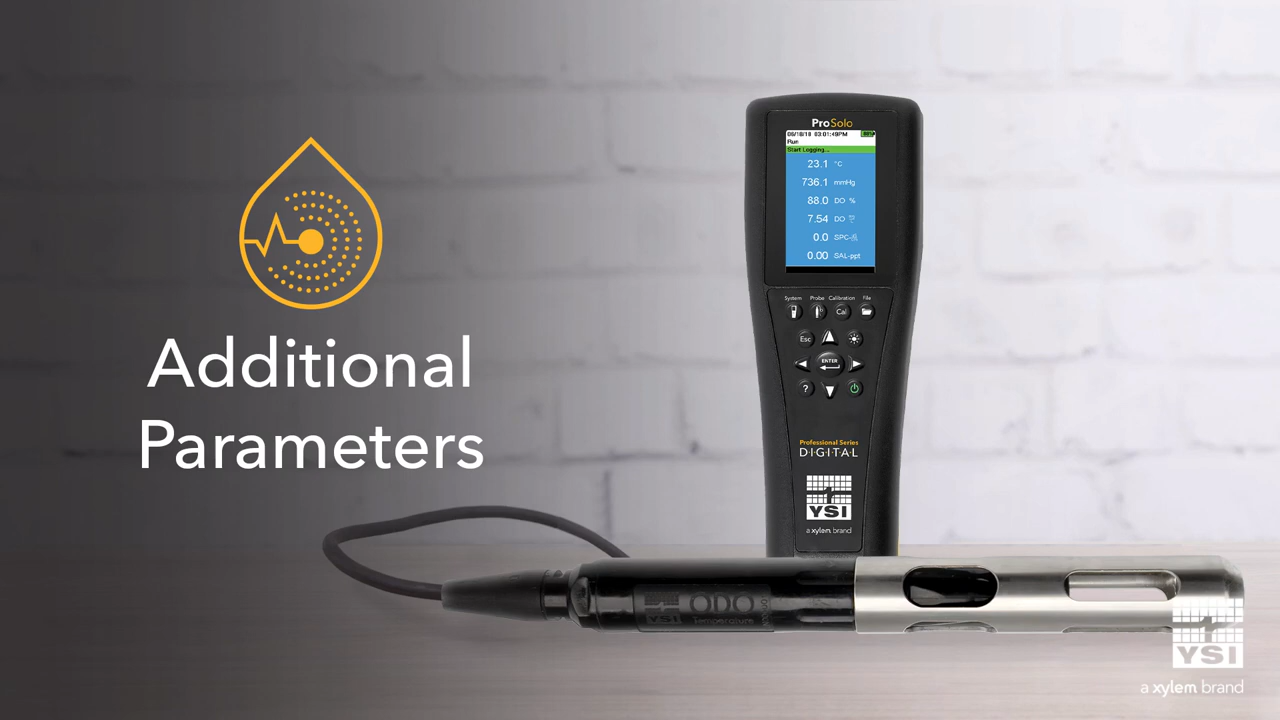 Additional
Parameters
ProSolo
06/18/18 03:01:49PM
Run
Start Logging...
23.1 °C
736.1 mmHg
88.0 DO %
7.54 DO
0.0 SPC-
0.00 SAL-ppt
System Probe Calibration File
Cal
Esc
ENTER
?
Professional Series
D·I·G·I·T·A·L
YSI
a xylem brand
YSI ODO
Temperature
YSI
a xylem brand